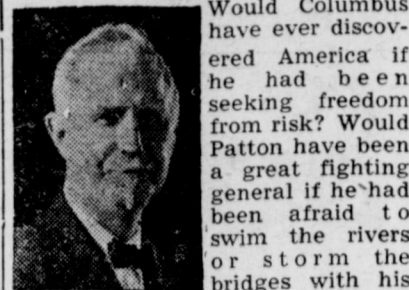 Would Columbus
have ever discov-
ered America if
he had been
seeking freedom
from risk? Would
Patton have been
a great fighting
general if he had
been afraid to
swim the rivers
or storm the
bridges with his